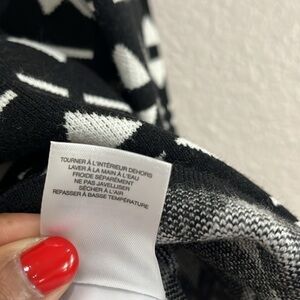 TOURNER À L'INTÉRIEUR DEHORS
LAVER À LA MAIN À L'EAU
FROIDE SÉPARÉMENT
NE PAS JAVELLISER
SÉCHER À L'AIR
REPASSER À BASSE TEMPÉRATURE